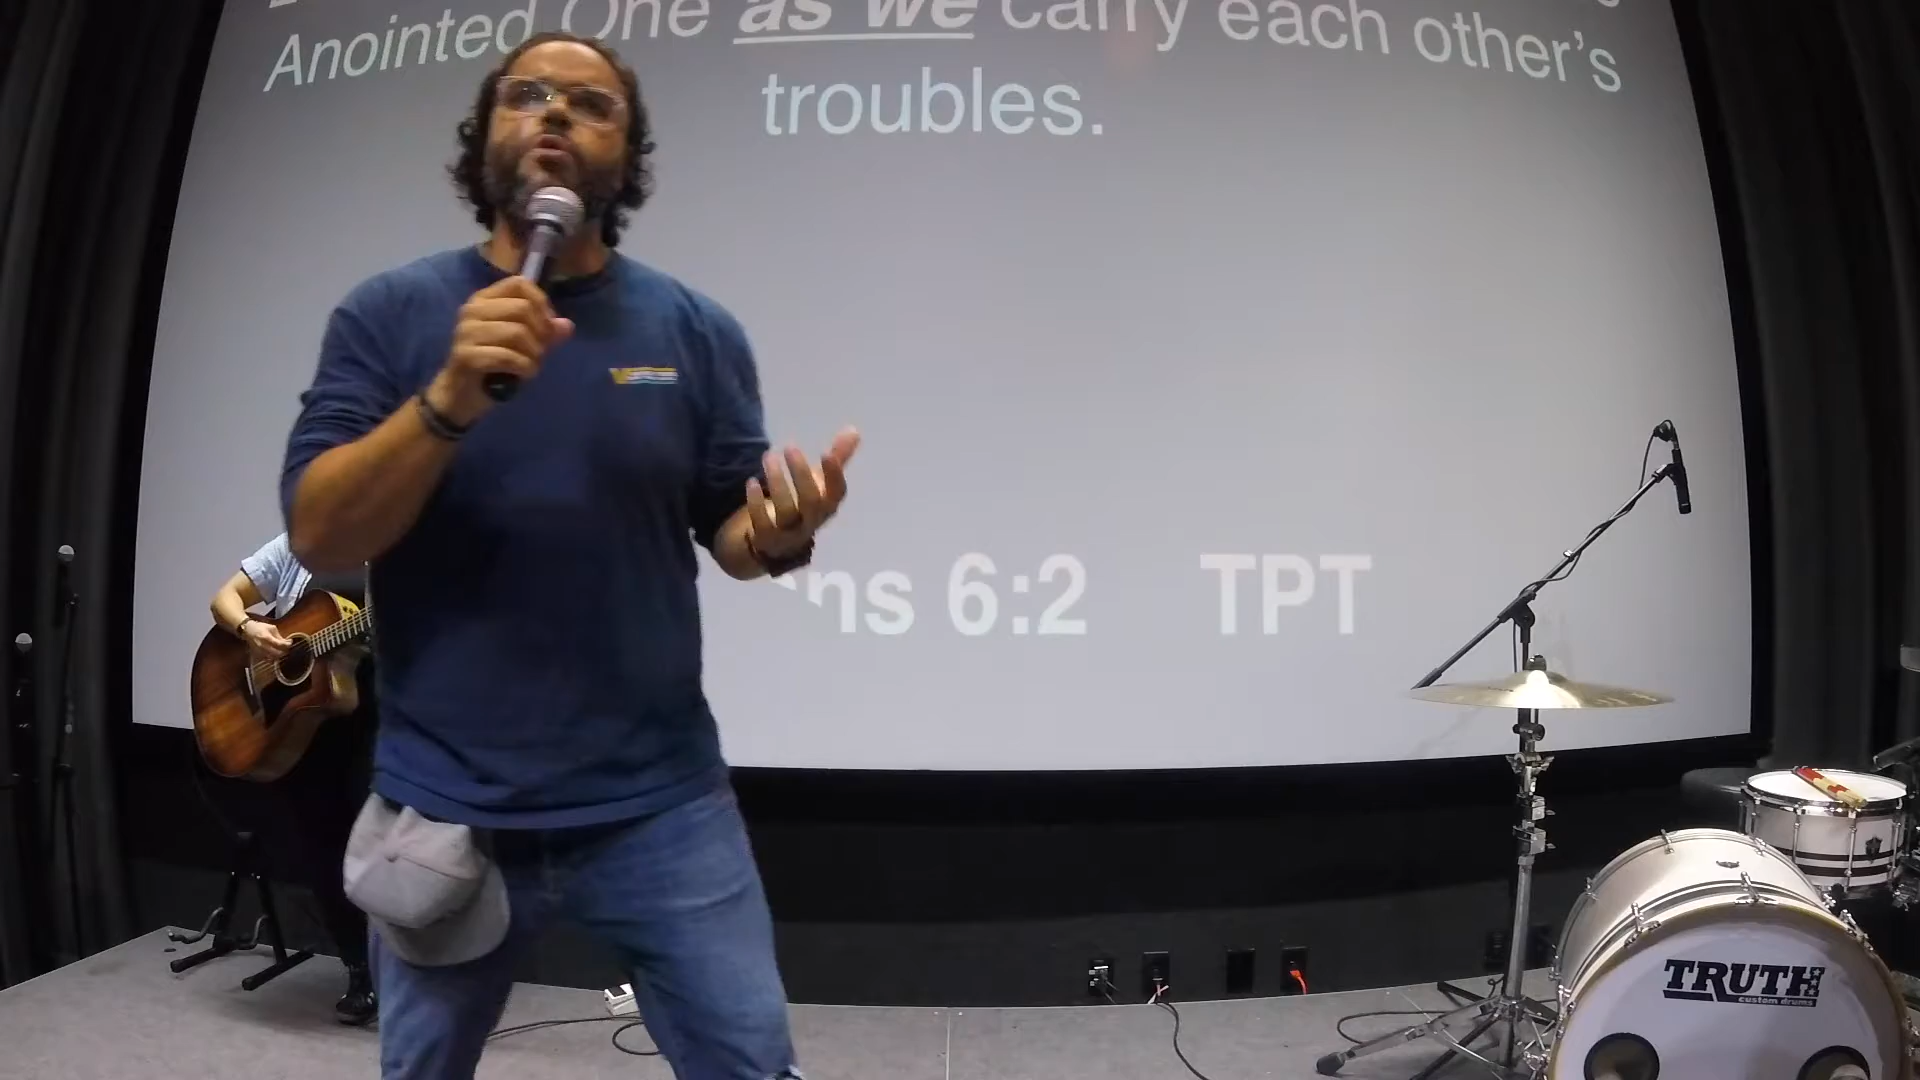 Anointed One as we carry each other's
troubles.
ns 6:2 TPT
TRUTH
custom drums